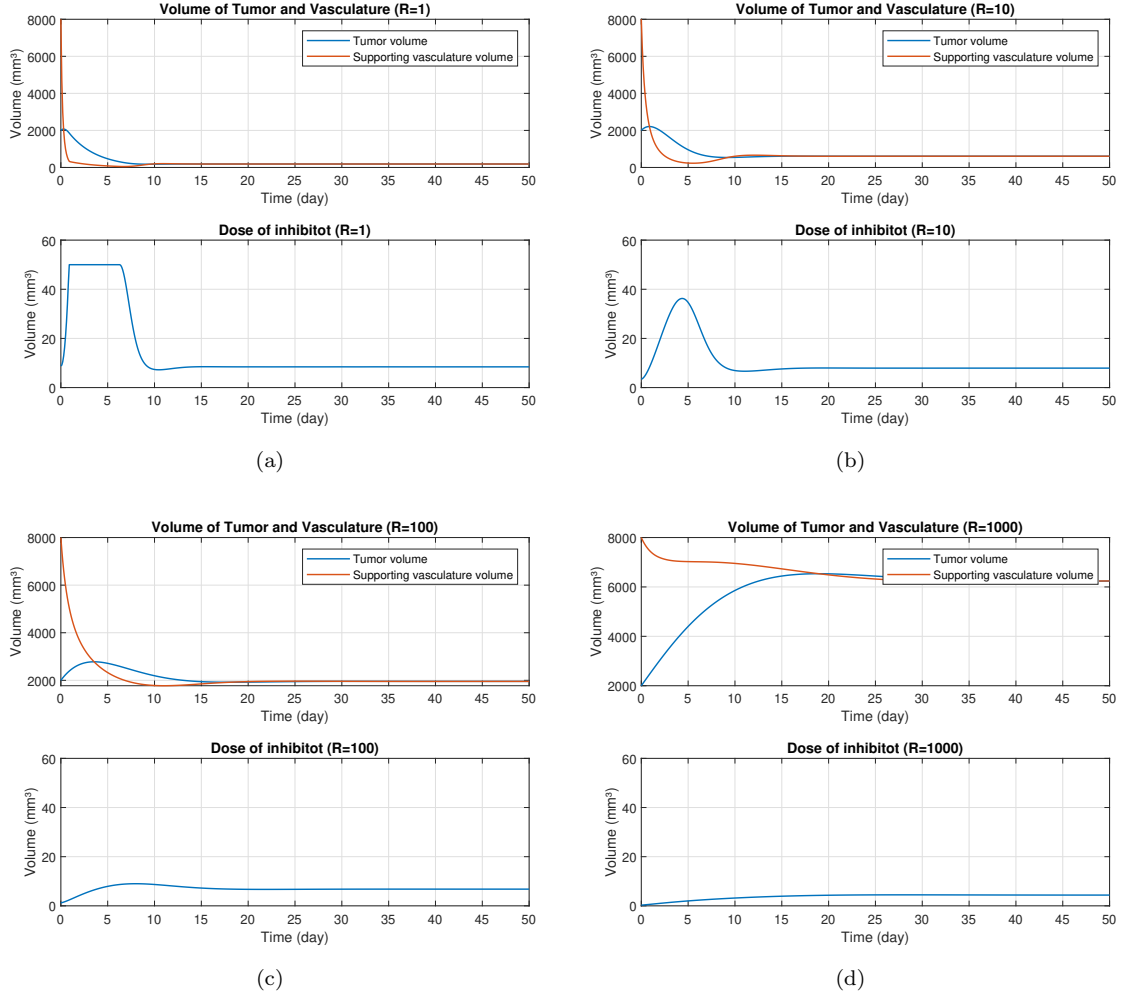 Volume of Tumor and Vasculature (R=1)
Volume (mm³)
8000
6000
4000
2000
0
Tumor volume
Supporting vasculature volume
0 5 10 15 20 25 30 35 40 45 50
Time (day)
Dose of inhibitot (R=1)
Volume (mm³)
60
40
20
0
0 5 10 15 20 25 30 35 40 45 50
Time (day)
(a)
Volume of Tumor and Vasculature (R=10)
Volume (mm³)
8000
6000
4000
2000
0
Tumor volume
Supporting vasculature volume
0 5 10 15 20 25 30 35 40 45 50
Time (day)
Dose of inhibitot (R=10)
Volume (mm³)
60
40
20
0
0 5 10 15 20 25 30 35 40 45 50
Time (day)
(b)
Volume of Tumor and Vasculature (R=100)
Volume (mm³)
8000
6000
4000
2000
Tumor volume
Supporting vasculature volume
0 5 10 15 20 25 30 35 40 45 50
Time (day)
Dose of inhibitot (R=100)
Volume (mm³)
60
40
20
0
0 5 10 15 20 25 30 35 40 45 50
Time (day)
(c)
Volume of Tumor and Vasculature (R=1000)
Volume (mm³)
8000
6000
4000
2000
Tumor volume
Supporting vasculature volume
0 5 10 15 20 25 30 35 40 45 50
Time (day)
Dose of inhibitot (R=1000)
Volume (mm³)
60
40
20
0
0 5 10 15 20 25 30 35 40 45 50
Time (day)
(d)